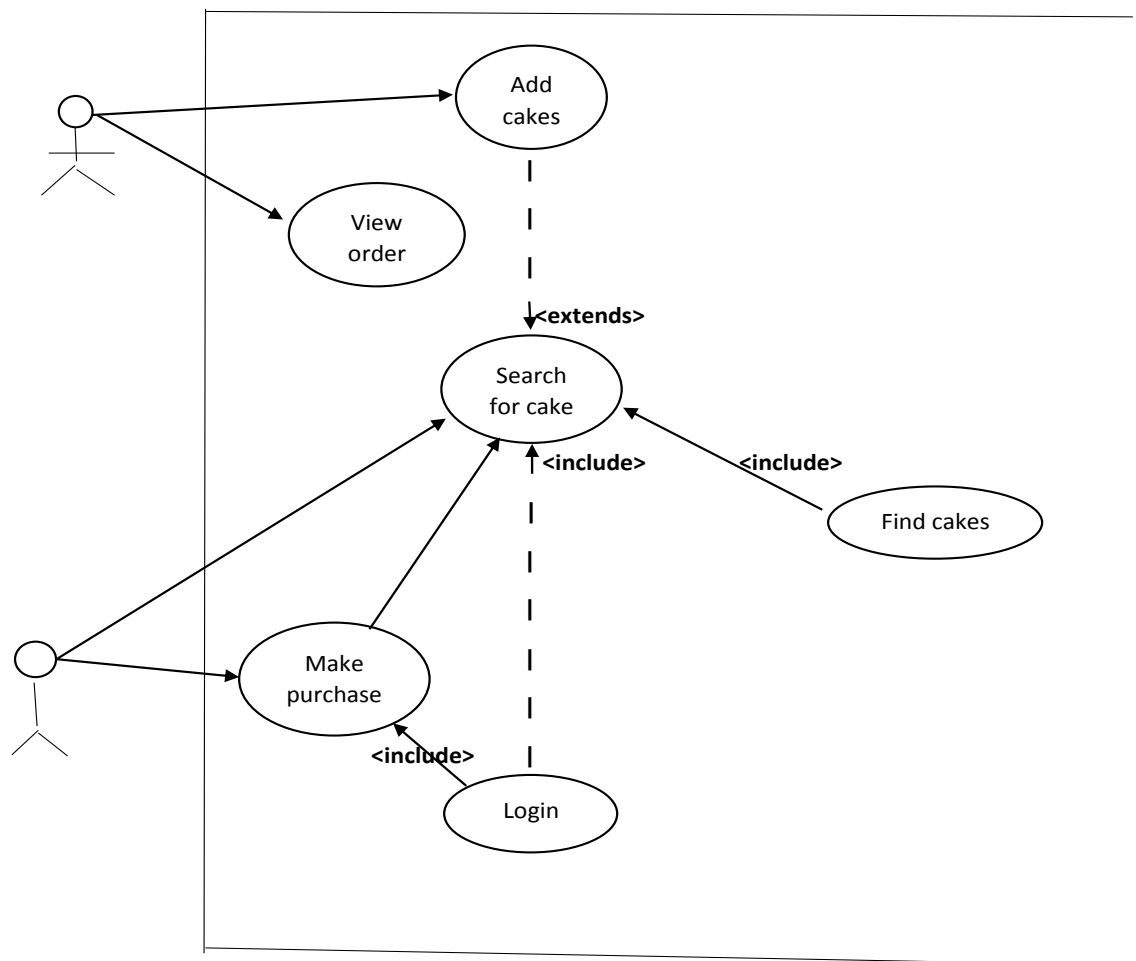 Add
cakes
View
order
<extends>
Search
for cake
<include>
<include>
Find cakes
Make
purchase
<include>
Login